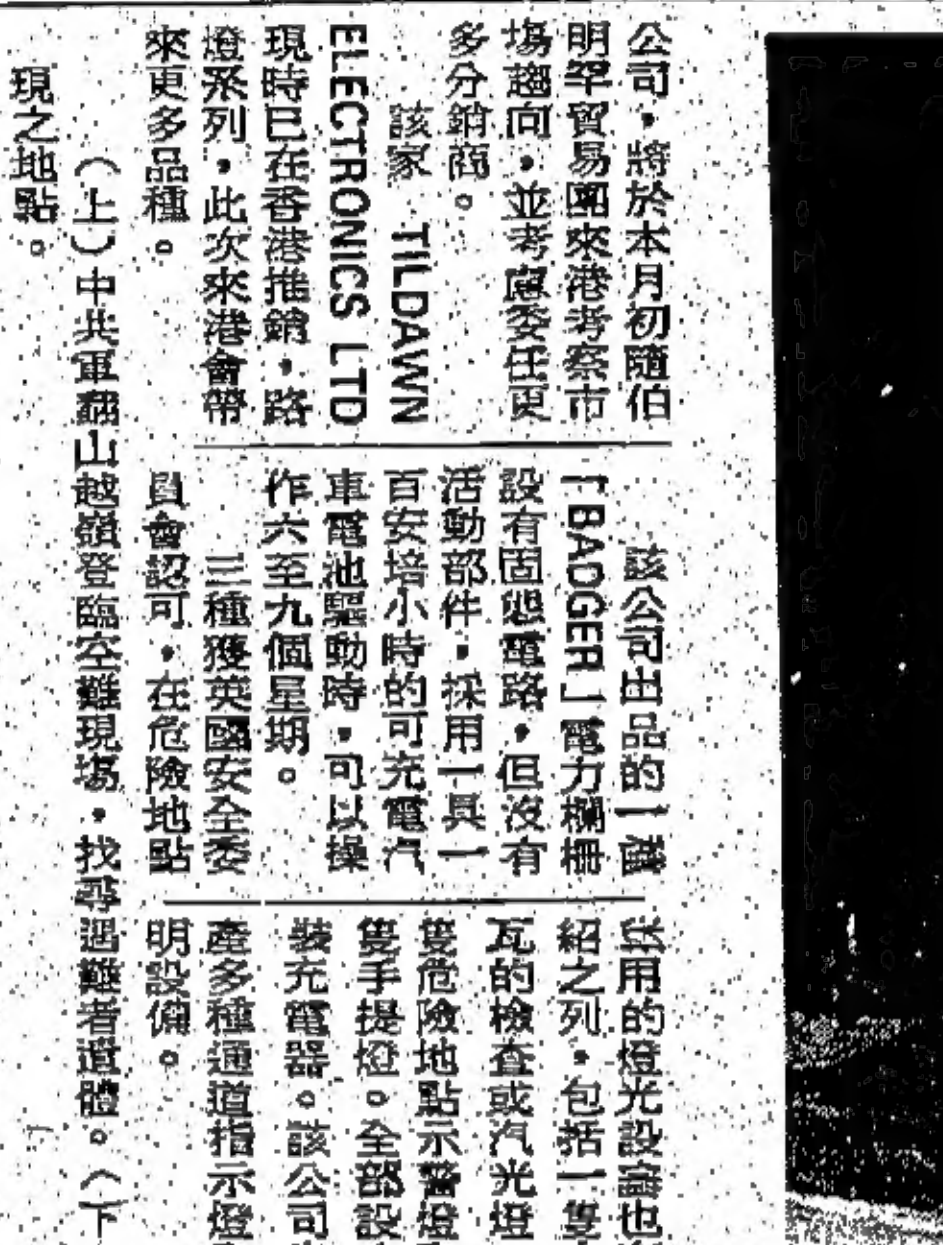 公司，將於本月初隨伯
明罕貿易團來港考察市
場趨向，並考慮委任更
多分銷商。
該家 TILDAWN
ELECTRONICS LTD
現時已在香港推銷，路
燈系列，此次來港會帶
來更多品種。
該公司出品的一
「BADGER」電力欄柵
設有固態電路，但沒有
活動部件，採用一具一
百安培小時的可充電汽
車電池驅動時，可以操
作六至九個星期。
三種獲英國安全委
員會認可，在危險地點
用的燈光設備也
紹之列，包括一隻
瓦的檢查或汽光燈
隻危險地點示警燈
隻手提燈。全部設
裝充電器。該公司
產多種通道指示燈
明設備。
（上）中共軍翻山越嶺登臨空難現場，找尋遇難者遺體。（下
現之地點。